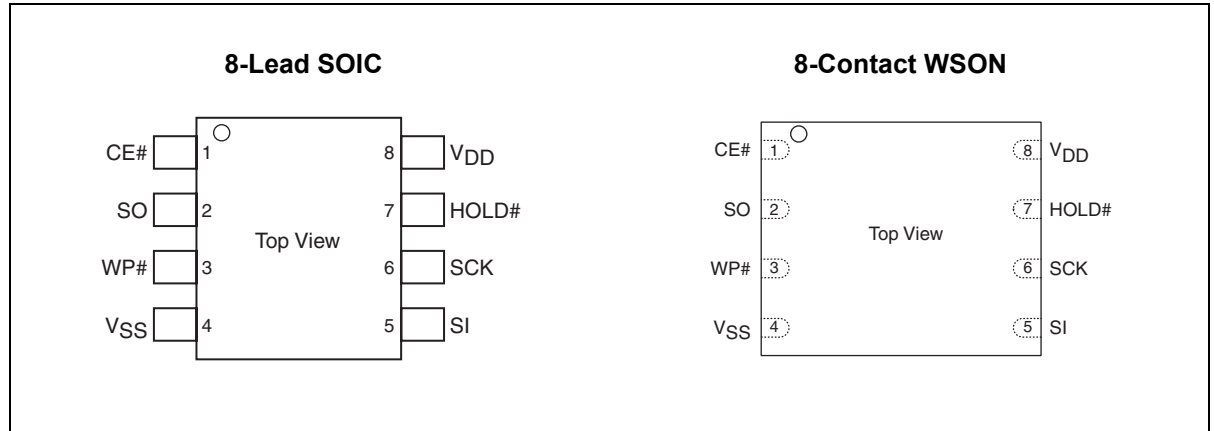 8-Lead SOIC
CE# 1 8 VDD
SO 2 7 HOLD#
Top View
WP# 3 6 SCK
VSS 4 5 SI
8-Contact WSON
CE# 1 8 VDD
SO 2 7 HOLD#
Top View
WP# 3 6 SCK
VSS 4 5 SI